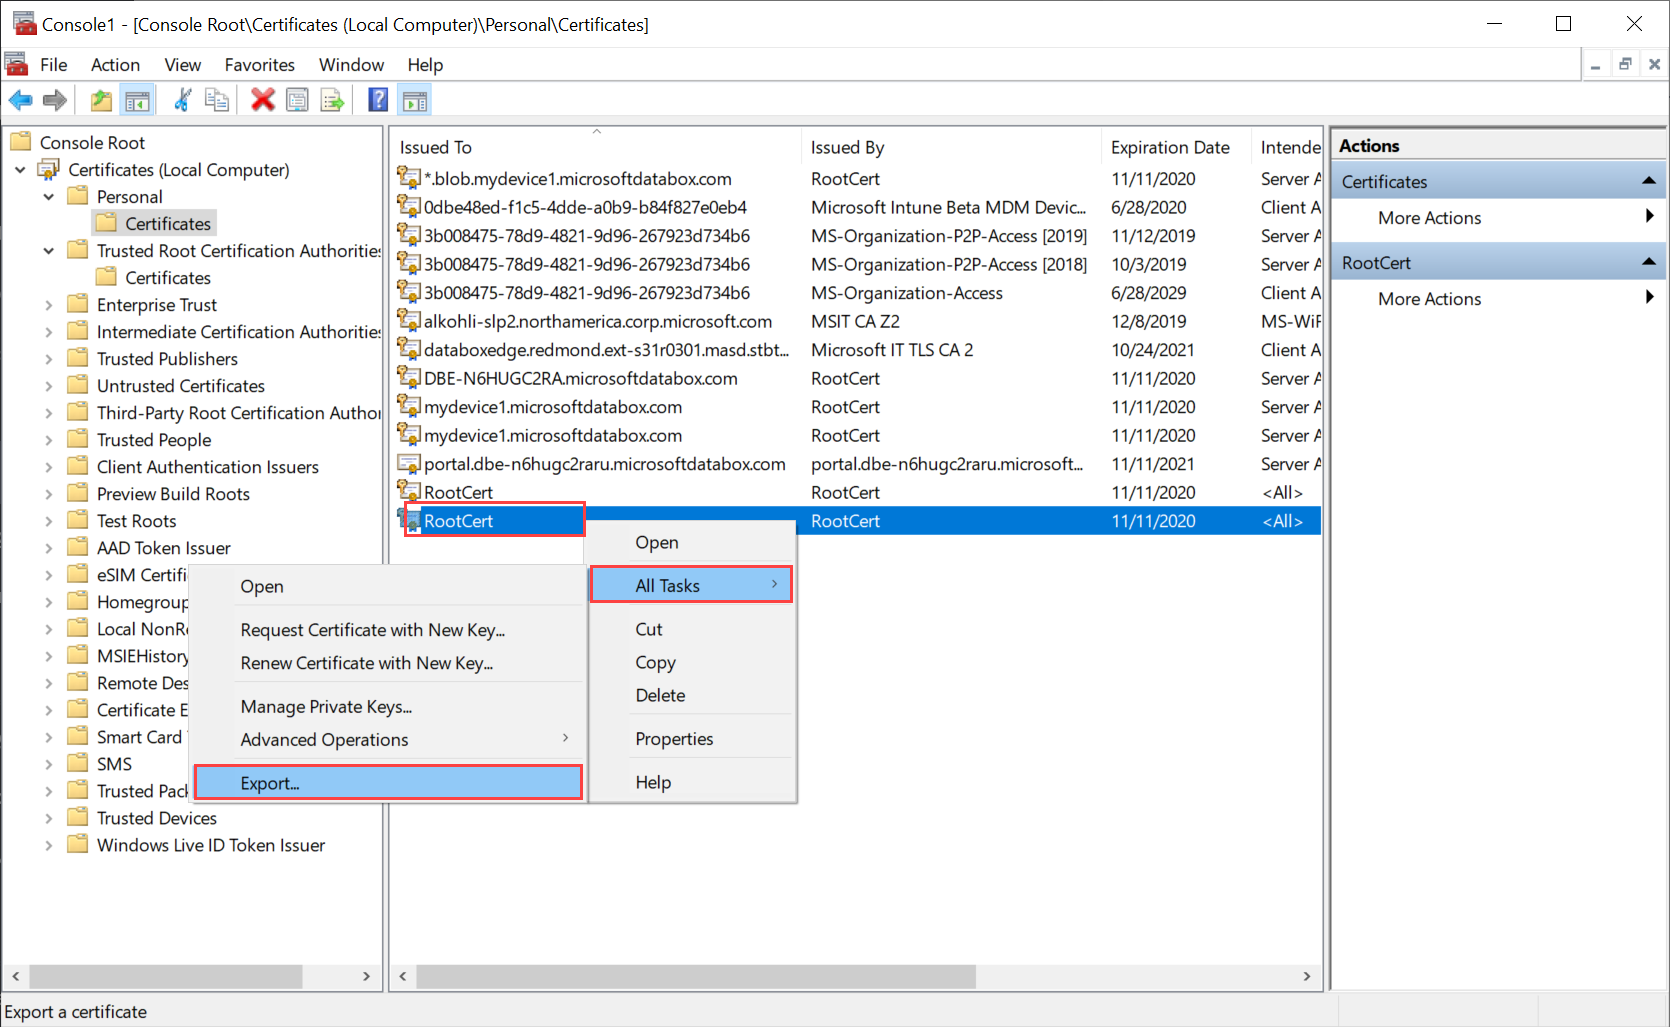 Console1 - [Console Root\Certificates (Local Computer)\Personal\Certificates]
File Action View Favorites Window Help
Console Root
Certificates (Local Computer)
Personal
Certificates
Trusted Root Certification Authorities
Certificates
Enterprise Trust
Intermediate Certification Authorities
Trusted Publishers
Untrusted Certificates
Third-Party Root Certification Author
Trusted People
Client Authentication Issuers
Preview Build Roots
Test Roots
AAD Token Issuer
eSIM Certifi
Homegroup
Local NonRe
MSIEHistory
Remote Des
Certificate E
Smart Card
SMS
Trusted Pack
Trusted Devices
Windows Live ID Token Issuer
Issued To Issued By Expiration Date Intende
*.blob.mydevice1.microsoftdatabox.com RootCert 11/11/2020 Server A
0dbe48ed-f1c5-4dde-a0b9-b84f827e0eb4 Microsoft Intune Beta MDM Devic... 6/28/2020 Client A
3b008475-78d9-4821-9d96-267923d734b6 MS-Organization-P2P-Access [2019] 11/12/2019 Server A
3b008475-78d9-4821-9d96-267923d734b6 MS-Organization-P2P-Access [2018] 10/3/2019 Server A
3b008475-78d9-4821-9d96-267923d734b6 MS-Organization-Access 6/28/2029 Client A
alkohli-slp2.northamerica.corp.microsoft.com MSIT CA Z2 12/8/2019 MS-WiF
databoxedge.redmond.ext-s31r0301.masd.stbt... Microsoft IT TLS CA 2 10/24/2021 Client A
DBE-N6HUGC2RA.microsoftdatabox.com RootCert 11/11/2020 Server A
mydevice1.microsoftdatabox.com RootCert 11/11/2020 Server A
mydevice1.microsoftdatabox.com RootCert 11/11/2020 Server A
portal.dbe-n6hugc2raru.microsoftdatabox.com portal.dbe-n6hugc2raru.microsoft... 11/11/2021 Server A
RootCert RootCert 11/11/2020 <All>
RootCert RootCert 11/11/2020 <All>
Open
All Tasks
Cut
Copy
Delete
Properties
Help
Open
Request Certificate with New Key...
Renew Certificate with New Key...
Manage Private Keys...
Advanced Operations
Export...
Actions
Certificates
More Actions
RootCert
More Actions
Export a certificate